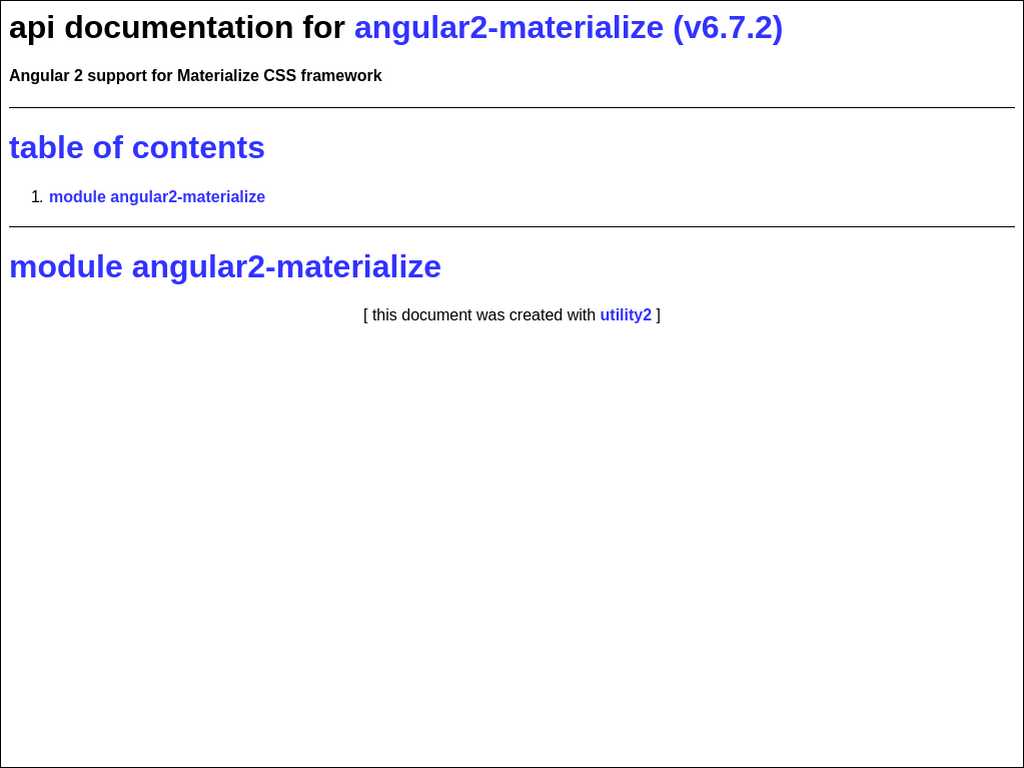 api documentation for angular2-materialize (v6.7.2)
Angular 2 support for Materialize CSS framework
table of contents
1. module angular2-materialize
module angular2-materialize
[ this document was created with utility2 ]